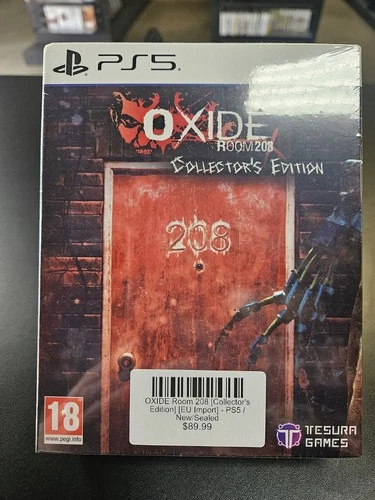 PS5
OXIDE
ROOM 208
COLLECTOR'S EDITION
208
OXIDE Room 208 [Collector's
Edition] [EU Import] - PS5 /
New/Sealed
$89.99
18
www.pegi.info
TESURA
GAMES